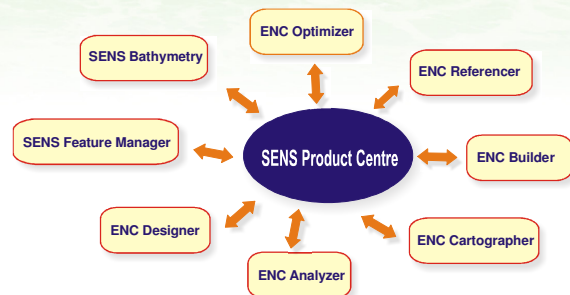 ENC Optimizer
SENS Bathymetry
ENC Referencer
SENS Feature Manager
SENS Product Centre
ENC Builder
ENC Designer
ENC Cartographer
ENC Analyzer